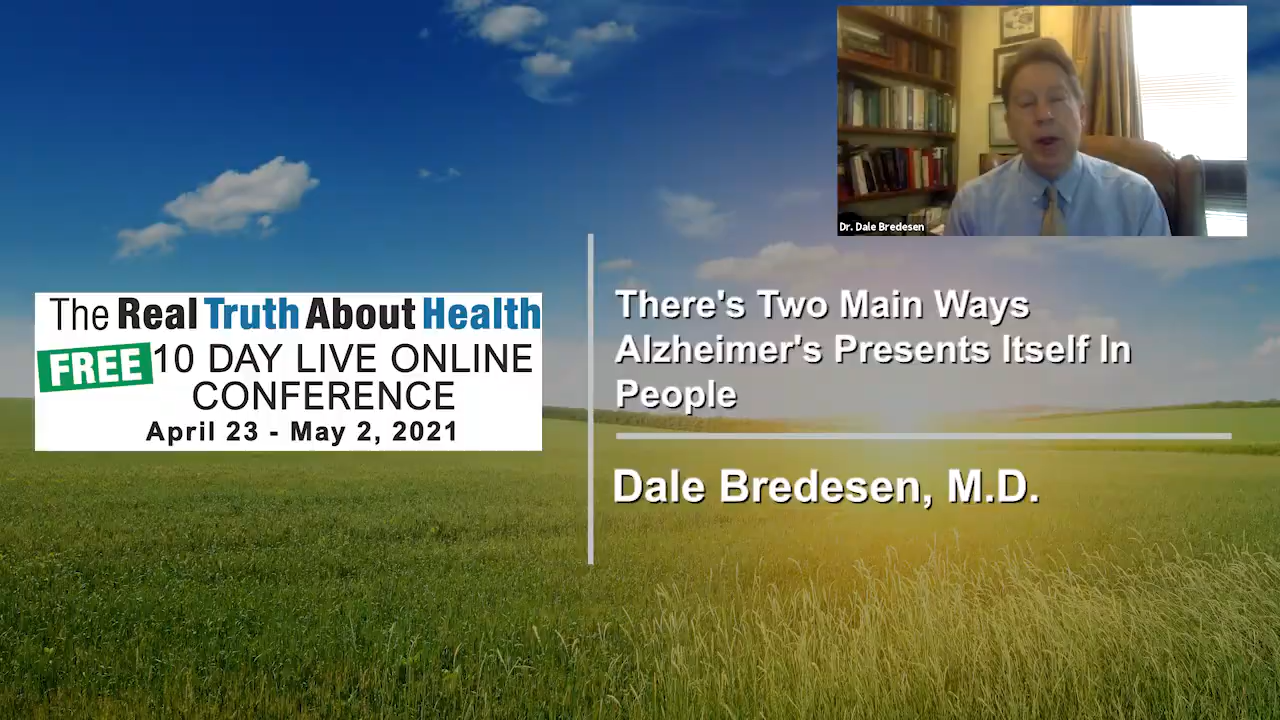 Dr. Dale Bredesen
The Real Truth About Health
FREE 10 DAY LIVE ONLINE
CONFERENCE
April 23 - May 2, 2021
There's Two Main Ways
Alzheimer's Presents Itself In
People
Dale Bredesen, M.D.